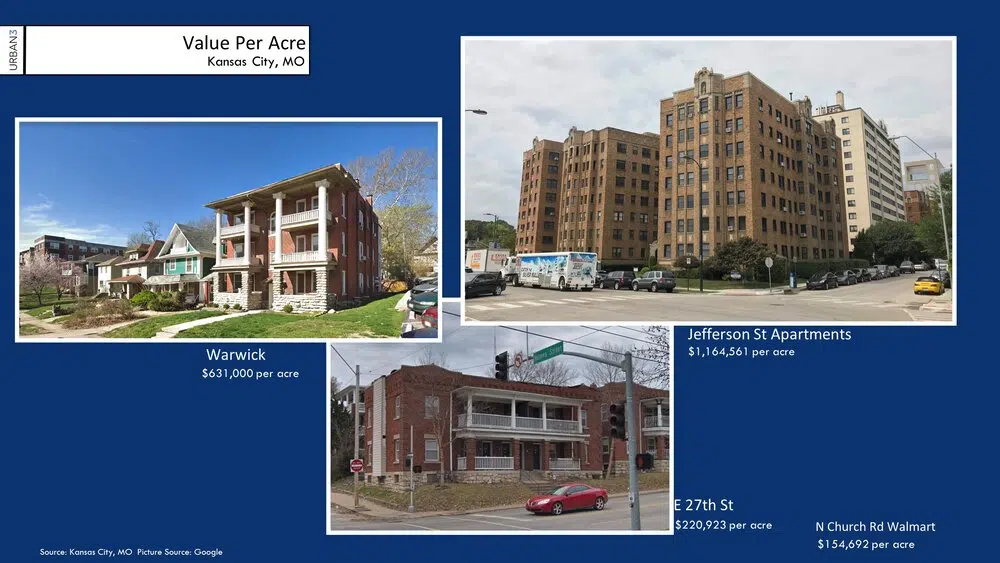 URBAN3
Value Per Acre
Kansas City, MO
Warwick
$631,000 per acre
Jefferson St Apartments
$1,164,561 per acre
E 27th St
$220,923 per acre
N Church Rd Walmart
$154,692 per acre
Source: Kansas City, MO Picture Source: Google